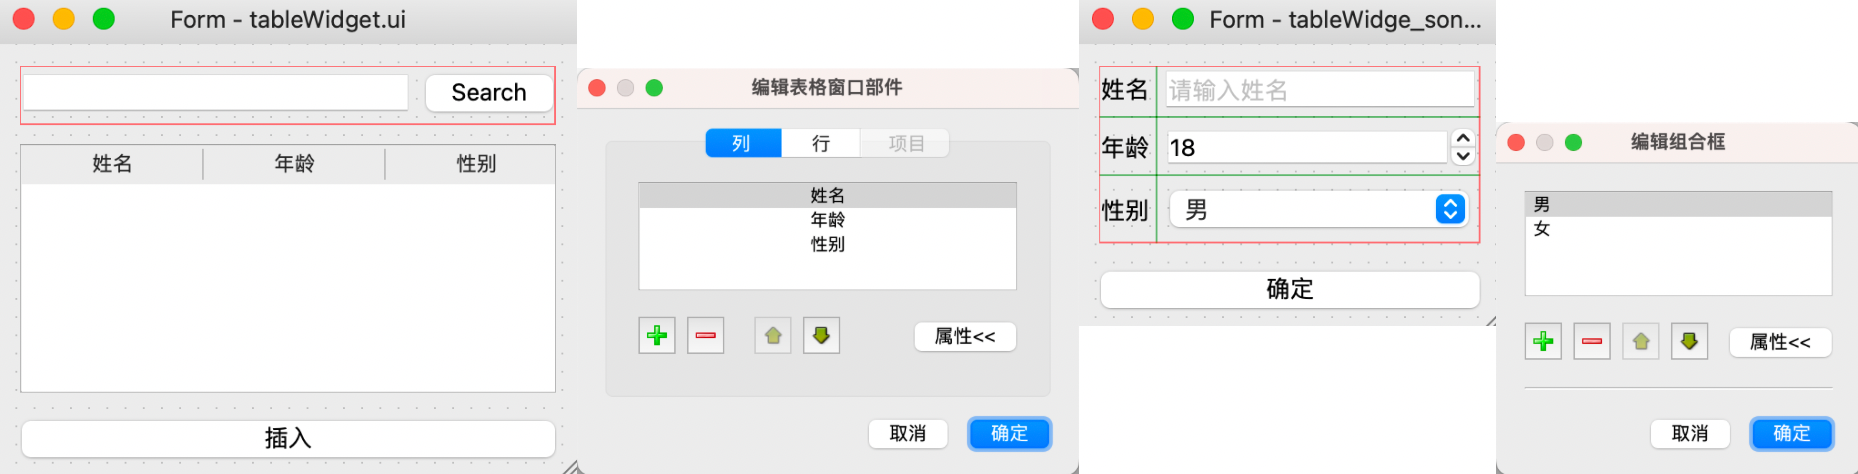 Form - tableWidget.ui
Search
姓名 年龄 性别
插入
编辑表格窗口部件
列 行 项目
姓名
年龄
性别
属性<<
取消 确定
Form - tableWidge_son...
姓名 请输入姓名
年龄 18
性别 男
确定
编辑组合框
男
女
属性<<
取消 确定